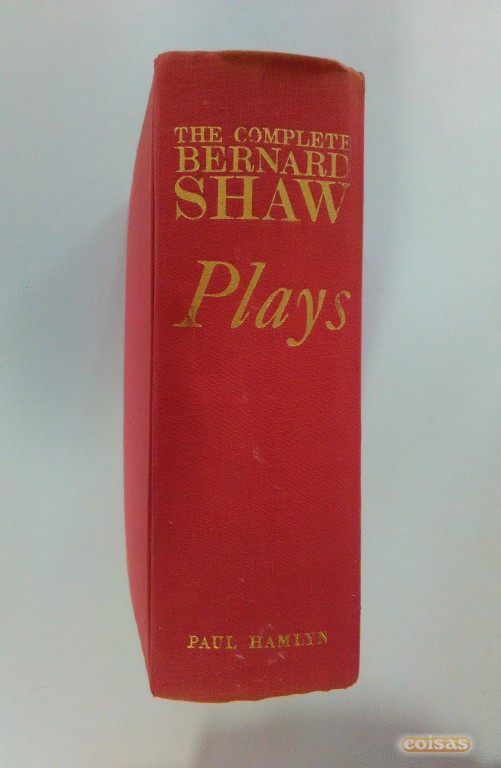 THE COMPLETE
BERNARD
SHAW
Plays
PAUL HAMLYN
coisas